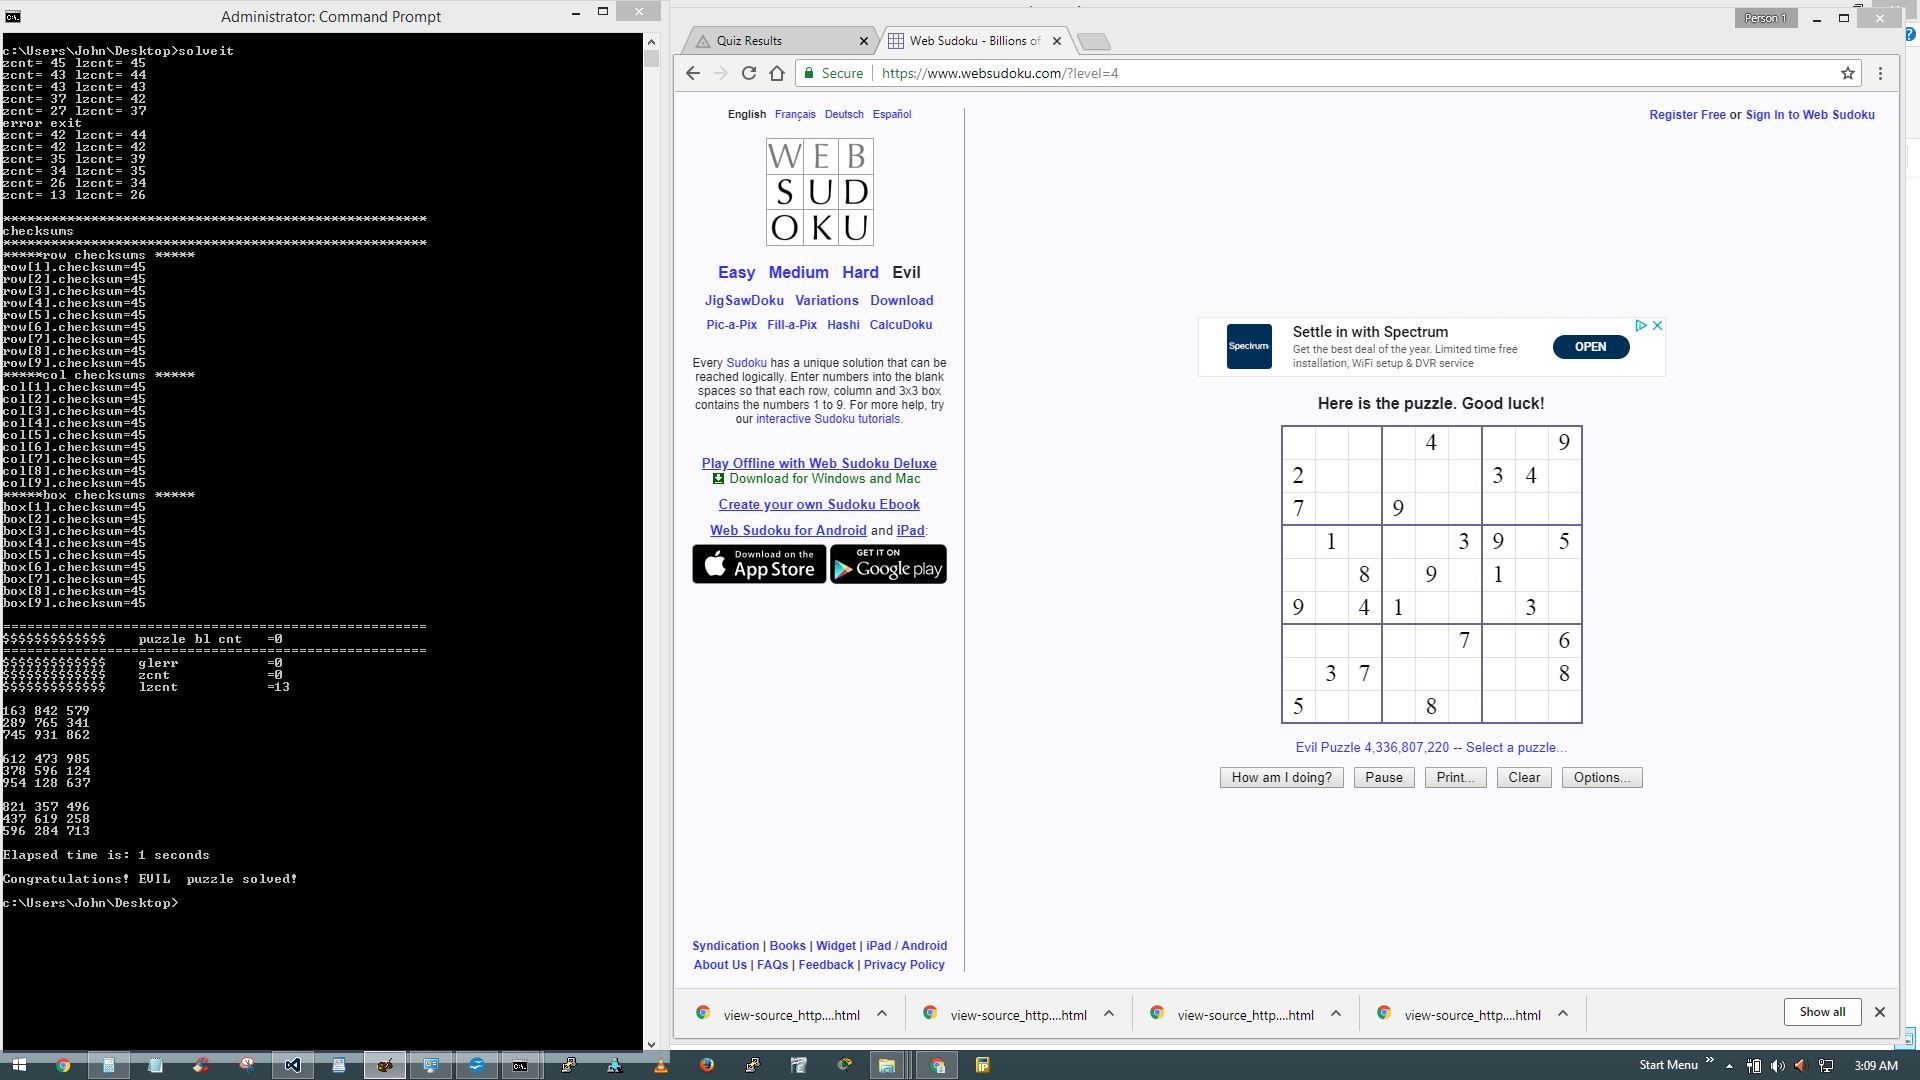 Administrator: Command Prompt
c:\Users\John\Desktop>solveit
zcnt= 45 lzcnt= 45
zcnt= 43 lzcnt= 44
zcnt= 43 lzcnt= 43
zcnt= 37 lzcnt= 42
zcnt= 27 lzcnt= 37
error exit
zcnt= 42 lzcnt= 44
zcnt= 42 lzcnt= 42
zcnt= 35 lzcnt= 39
zcnt= 34 lzcnt= 35
zcnt= 26 lzcnt= 34
zcnt= 13 lzcnt= 26
*****************************************************
checksums
*****************************************************
*****row checksums *****
row[1].checksum=45
row[2].checksum=45
row[3].checksum=45
row[4].checksum=45
row[5].checksum=45
row[6].checksum=45
row[7].checksum=45
row[8].checksum=45
row[9].checksum=45
*****col checksums *****
col[1].checksum=45
col[2].checksum=45
col[3].checksum=45
col[4].checksum=45
col[5].checksum=45
col[6].checksum=45
col[7].checksum=45
col[8].checksum=45
col[9].checksum=45
*****box checksums *****
box[1].checksum=45
box[2].checksum=45
box[3].checksum=45
box[4].checksum=45
box[5].checksum=45
box[6].checksum=45
box[7].checksum=45
box[8].checksum=45
box[9].checksum=45
=====================================================
$$$$$$$$$$$$$ puzzle bl cnt =0
=====================================================
$$$$$$$$$$$$$ glerr =0
$$$$$$$$$$$$$ zcnt =0
$$$$$$$$$$$$$ lzcnt =13
163 842 579
289 765 341
745 931 862
612 473 985
378 596 124
954 128 637
821 357 496
437 619 258
596 284 713
Elapsed time is: 1 seconds
Congratulations! EVIL puzzle solved!
c:\Users\John\Desktop>
Person 1
Quiz Results
Web Sudoku - Billions of
Secure https://www.websudoku.com/?level=4
English Français Deutsch Español
Register Free or Sign In to Web Sudoku
WEB
SUD
OKU
Easy Medium Hard Evil
JigSawDoku Variations Download
Pic-a-Pix Fill-a-Pix Hashi CalcuDoku
Every Sudoku has a unique solution that can be
reached logically. Enter numbers into the blank
spaces so that each row, column and 3x3 box
contains the numbers 1 to 9. For more help, try
our interactive Sudoku tutorials.
Play Offline with Web Sudoku Deluxe
Download for Windows and Mac
Create your own Sudoku Ebook
Web Sudoku for Android and iPad:
Download on the
App Store
GET IT ON
Google play
Syndication | Books | Widget | iPad / Android
About Us | FAQs | Feedback | Privacy Policy
Spectrum
Settle in with Spectrum
Get the best deal of the year. Limited time free
installation, WiFi setup & DVR service
OPEN
Here is the puzzle. Good luck!
4 9
2 3 4
7 9
1 3 9 5
8 9 1
9 4 1 3
7 6
3 7 8
5 8
Evil Puzzle 4,336,807,220 -- Select a puzzle...
How am I doing? Pause Print... Clear Options...
view-source_http....html
view-source_http....html
view-source_http....html
view-source_http....html
Show all
Start Menu
3:09 AM